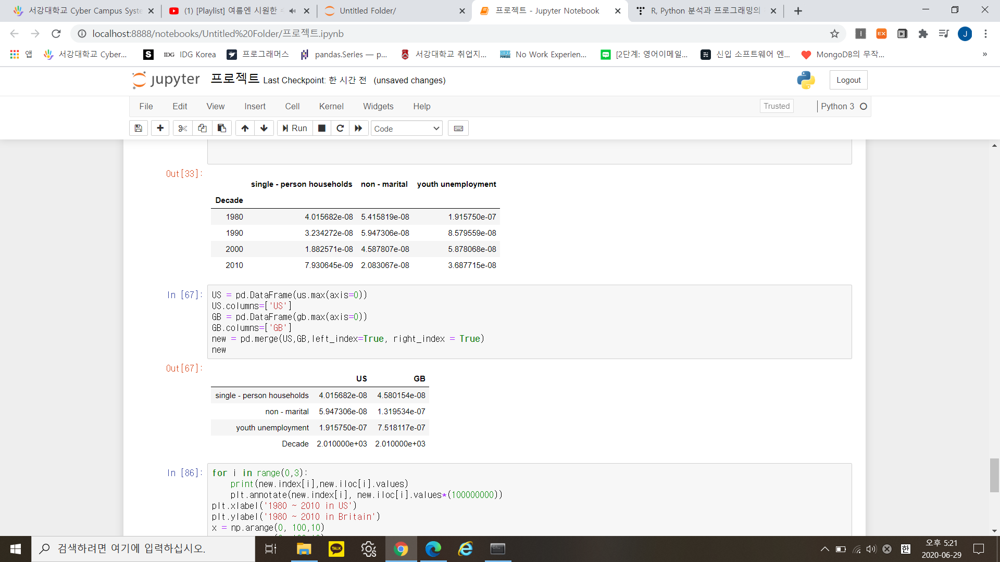 서강대학교 Cyber Campus Syste
(1) [Playlist] 여름엔 시원한
Untitled Folder/
프로젝트 - Jupyter Notebook
R, Python 분석과 프로그래밍의
localhost:8888/notebooks/Untitled%20Folder/프로젝트.ipynb
EX
J
앱
서강대학교 Cyber...
S
IDG IDG Korea
프로그래머스
pandas.Series — p...
서강대학교 취업지...
HIRE POWERS No Work Experien...
[2단계: 영어이메일...
신입 소프트웨어 엔...
MongoDB의 무작...
»
jupyter 프로젝트 Last Checkpoint: 한 시간 전 (unsaved changes)
Logout
File Edit View Insert Cell Kernel Widgets Help
Trusted
Python 3
Run
Code
Out[33]:
single - person households non - marital youth unemployment
Decade
1980 4.015682e-08 5.415819e-08 1.915750e-07
1990 3.234272e-08 5.947306e-08 8.579559e-08
2000 1.882571e-08 4.587807e-08 5.878068e-08
2010 7.930645e-09 2.083067e-08 3.687715e-08
In [67]: US = pd.DataFrame(us.max(axis=0))
US.columns=['US']
GB = pd.DataFrame(gb.max(axis=0))
GB.columns=['GB']
new = pd.merge(US,GB,left_index=True, right_index = True)
new
Out[67]:
US GB
single - person households 4.015682e-08 4.580154e-08
non - marital 5.947306e-08 1.319534e-07
youth unemployment 1.915750e-07 7.518117e-07
Decade 2.010000e+03 2.010000e+03
In [86]: for i in range(0,3):
print(new.index[i],new.iloc[i].values)
plt.annotate(new.index[i], new.iloc[i].values*(100000000))
plt.xlabel('1980 ~ 2010 in US')
plt.ylabel('1980 ~ 2010 in Britain')
x = np.arange(0, 100,10)
검색하려면 여기에 입력하십시오.
TALK
한
오후 5:21
2020-06-29